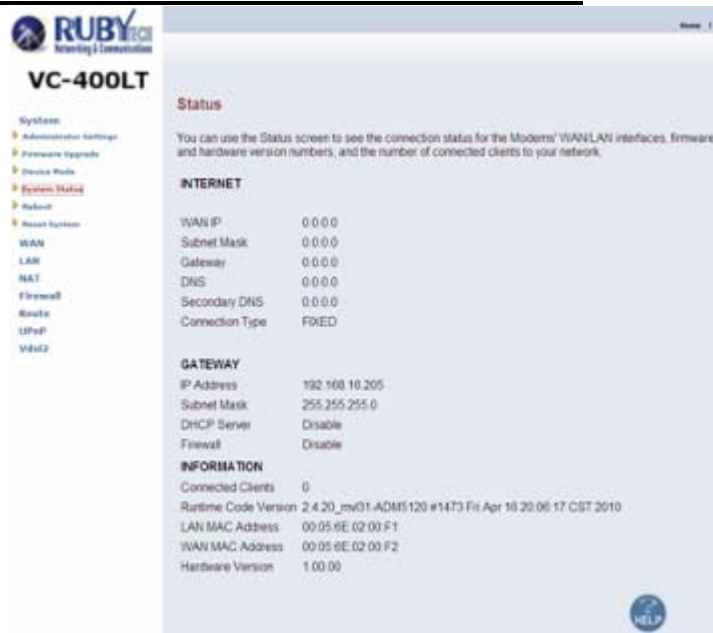 RUBYTech
Networking & Communications
Home |
VC-400LT
System
Administrator Settings
Firmware Upgrade
Device Mode
System Status
Reboot
Reset System
WAN
LAN
NAT
Firewall
Route
UPnP
Vdsl2
Status
You can use the Status screen to see the connection status for the Modems' WAN/LAN interfaces, firmware
and hardware version numbers, and the number of connected clients to your network.
INTERNET
WAN IP 0.0.0.0
Subnet Mask 0.0.0.0
Gateway 0.0.0.0
DNS 0.0.0.0
Secondary DNS 0.0.0.0
Connection Type FIXED
GATEWAY
IP Address 192.168.16.205
Subnet Mask 255.255.255.0
DHCP Server Disable
Firewall Disable
INFORMATION
Connected Clients 0
Runtime Code Version 2.4.20_mvl31-ADM5120 #1473 Fri Apr 16 20:06:17 CST 2010
LAN MAC Address 00:05:6E:02:00:F1
WAN MAC Address 00:05:6E:02:00:F2
Hardware Version 1.00.00
HELP